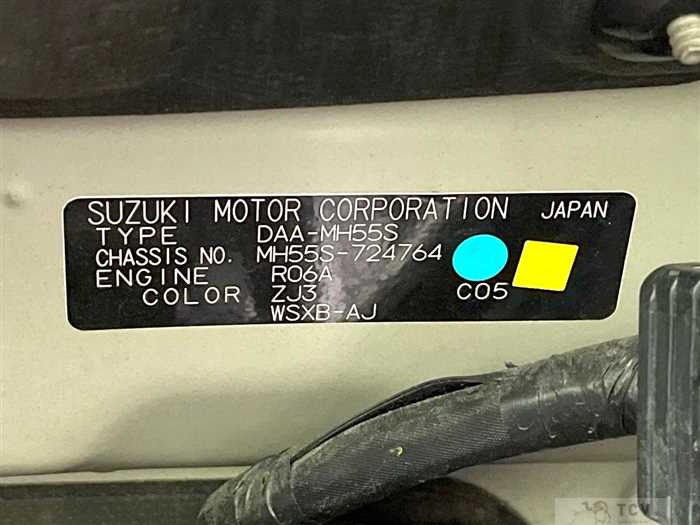 SUZUKI MOTOR CORPORATION JAPAN
TYPE DAA-MH55S
CHASSIS NO. MH55S-724764
ENGINE R06A
COLOR ZJ3 C05
WSXB-AJ
TCV